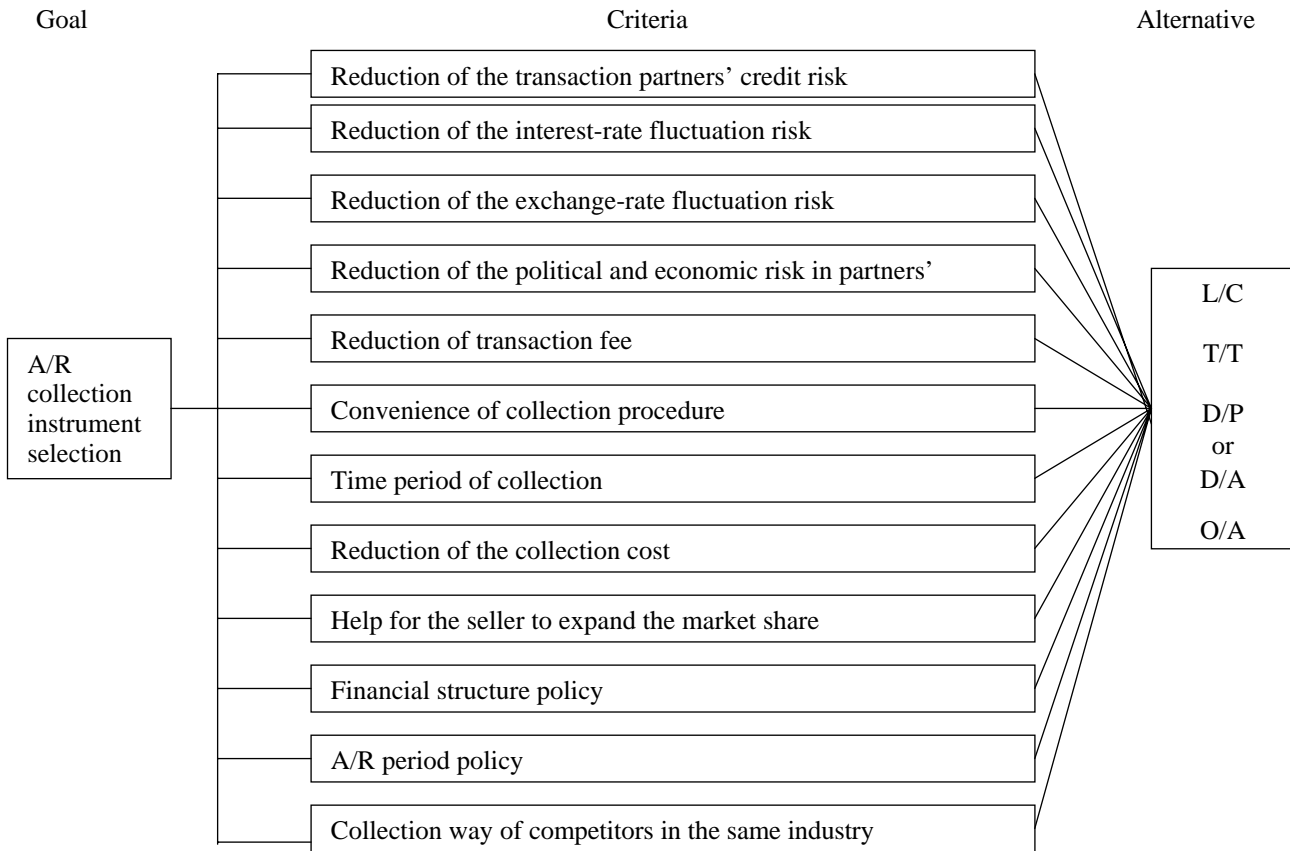 Goal
Criteria
Alternative
Reduction of the transaction partners’ credit risk
Reduction of the interest-rate fluctuation risk
Reduction of the exchange-rate fluctuation risk
Reduction of the political and economic risk in partners’
Reduction of transaction fee
Convenience of collection procedure
Time period of collection
Reduction of the collection cost
Help for the seller to expand the market share
Financial structure policy
A/R period policy
Collection way of competitors in the same industry
A/R
collection
instrument
selection
L/C
T/T
D/P
or
D/A
O/A